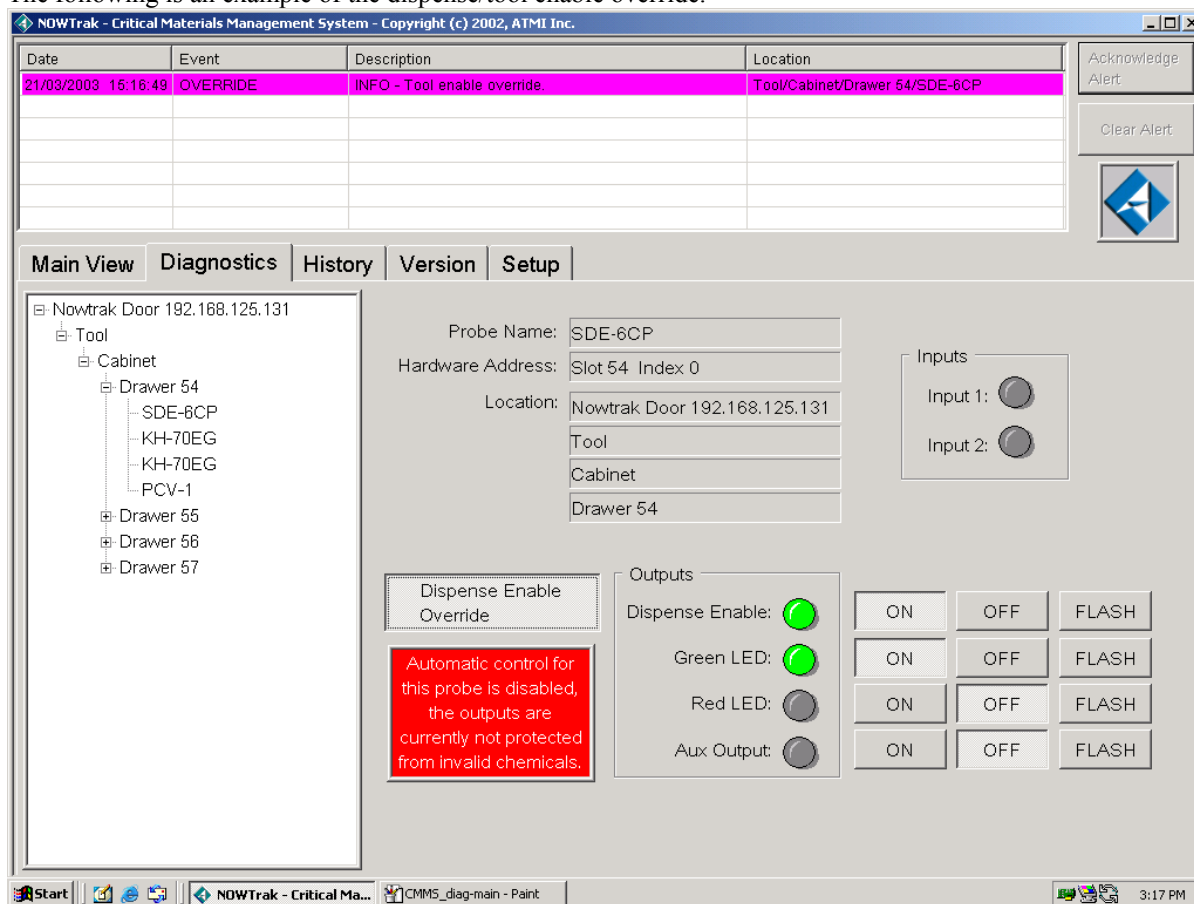 The following is an example of the dispense/tool enable override.
NOWTrak - Critical Materials Management System - Copyright (c) 2002, ATMI Inc.
Date Event Description Location
21/03/2003 15:16:49 OVERRIDE INFO - Tool enable override. Tool/Cabinet/Drawer 54/SDE-6CP
Acknowledge
Alert
Clear Alert
Main View Diagnostics History Version Setup
Nowtrak Door 192.168.125.131
Tool
Cabinet
Drawer 54
SDE-6CP
KH-70EG
KH-70EG
PCV-1
Drawer 55
Drawer 56
Drawer 57
Probe Name: SDE-6CP
Hardware Address: Slot 54 Index 0
Location: Nowtrak Door 192.168.125.131
Tool
Cabinet
Drawer 54
Inputs
Input 1:
Input 2:
Dispense Enable
Override
Automatic control for
this probe is disabled,
the outputs are
currently not protected
from invalid chemicals.
Outputs
Dispense Enable: ON OFF FLASH
Green LED: ON OFF FLASH
Red LED: ON OFF FLASH
Aux Output: ON OFF FLASH
Start NOWTrak - Critical Ma... CMMS_diag-main - Paint 3:17 PM